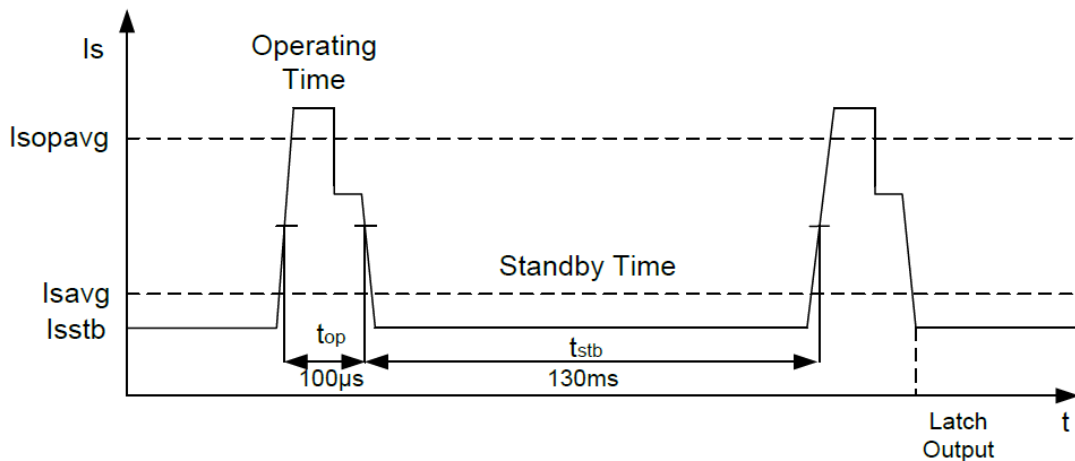 Is
Operating
Time
Isopavg
Standby Time
Isavg
Isstb
top
tstb
100µs
130ms
t
Latch
Output